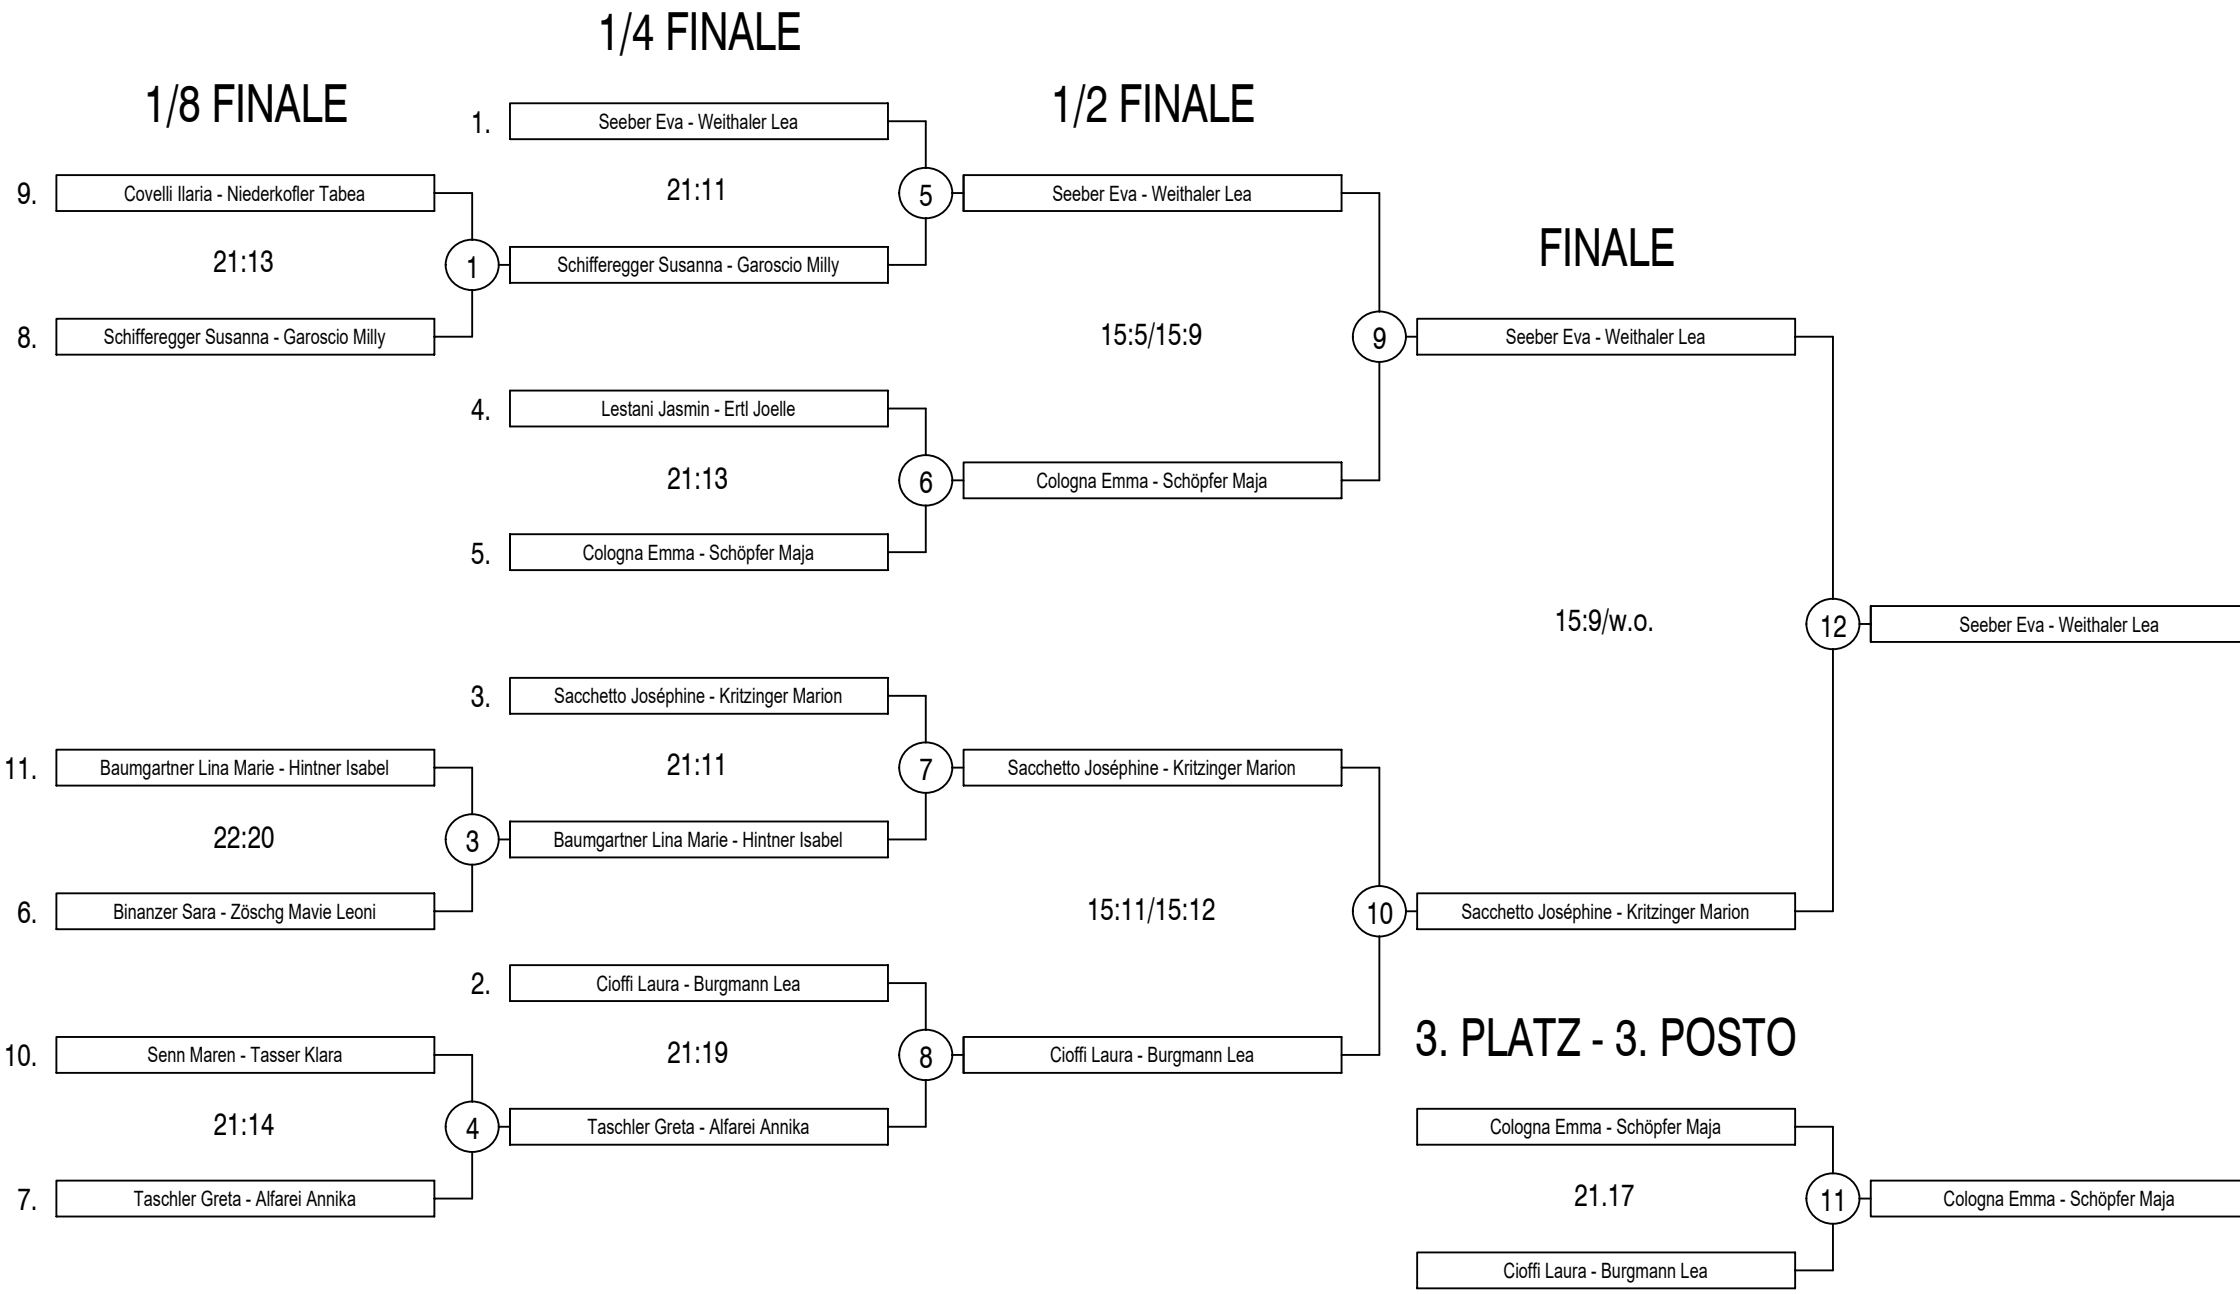 1/4 FINALE
1/8 FINALE
1/2 FINALE
1. Seeber Eva - Weithaler Lea
9. Covelli Ilaria - Niederkofler Tabea
21:11
5
Seeber Eva - Weithaler Lea
21:13
1
Schifferegger Susanna - Garoscio Milly
FINALE
8. Schifferegger Susanna - Garoscio Milly
15:5/15:9
9
Seeber Eva - Weithaler Lea
4. Lestani Jasmin - Ertl Joelle
21:13
6
Cologna Emma - Schöpfer Maja
5. Cologna Emma - Schöpfer Maja
15:9/w.o.
12
Seeber Eva - Weithaler Lea
3. Sacchetto Joséphine - Kritzinger Marion
11. Baumgartner Lina Marie - Hintner Isabel
21:11
7
Sacchetto Joséphine - Kritzinger Marion
22:20
3
Baumgartner Lina Marie - Hintner Isabel
6. Binanzer Sara - Zöschg Mavie Leoni
15:11/15:12
10
Sacchetto Joséphine - Kritzinger Marion
2. Cioffi Laura - Burgmann Lea
10. Senn Maren - Tasser Klara
21:19
8
Cioffi Laura - Burgmann Lea
3. PLATZ - 3. POSTO
21:14
4
Taschler Greta - Alfarei Annika
Cologna Emma - Schöpfer Maja
7. Taschler Greta - Alfarei Annika
21.17
11
Cologna Emma - Schöpfer Maja
Cioffi Laura - Burgmann Lea